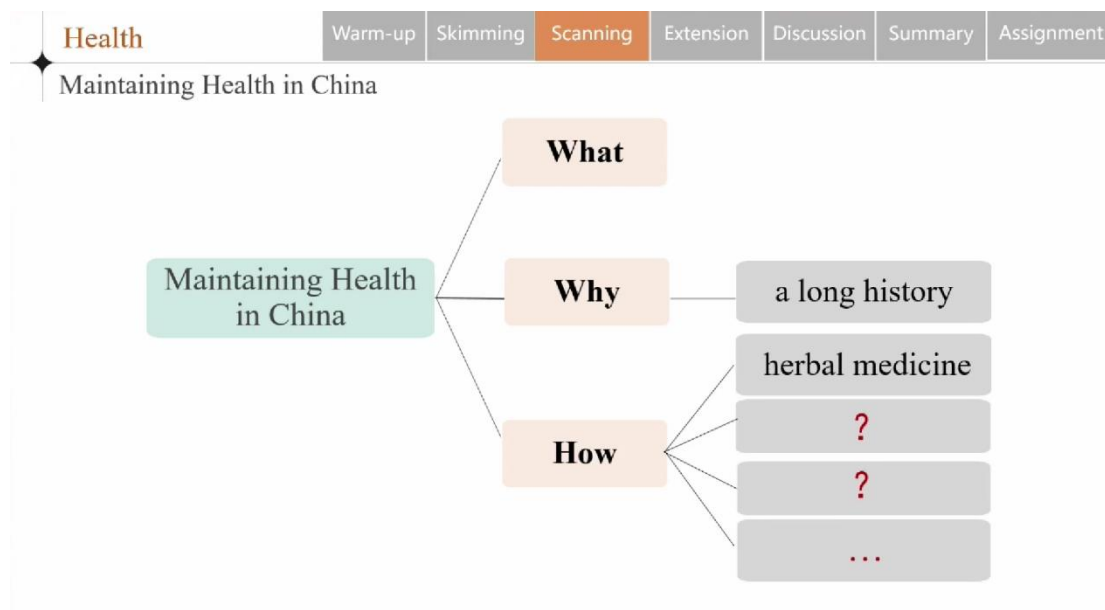 Health
Warm-up
Skimming
Scanning
Extension
Discussion
Summary
Assignment
Maintaining Health in China
What
Maintaining Health
in China
Why
a long history
herbal medicine
?
How
?
...